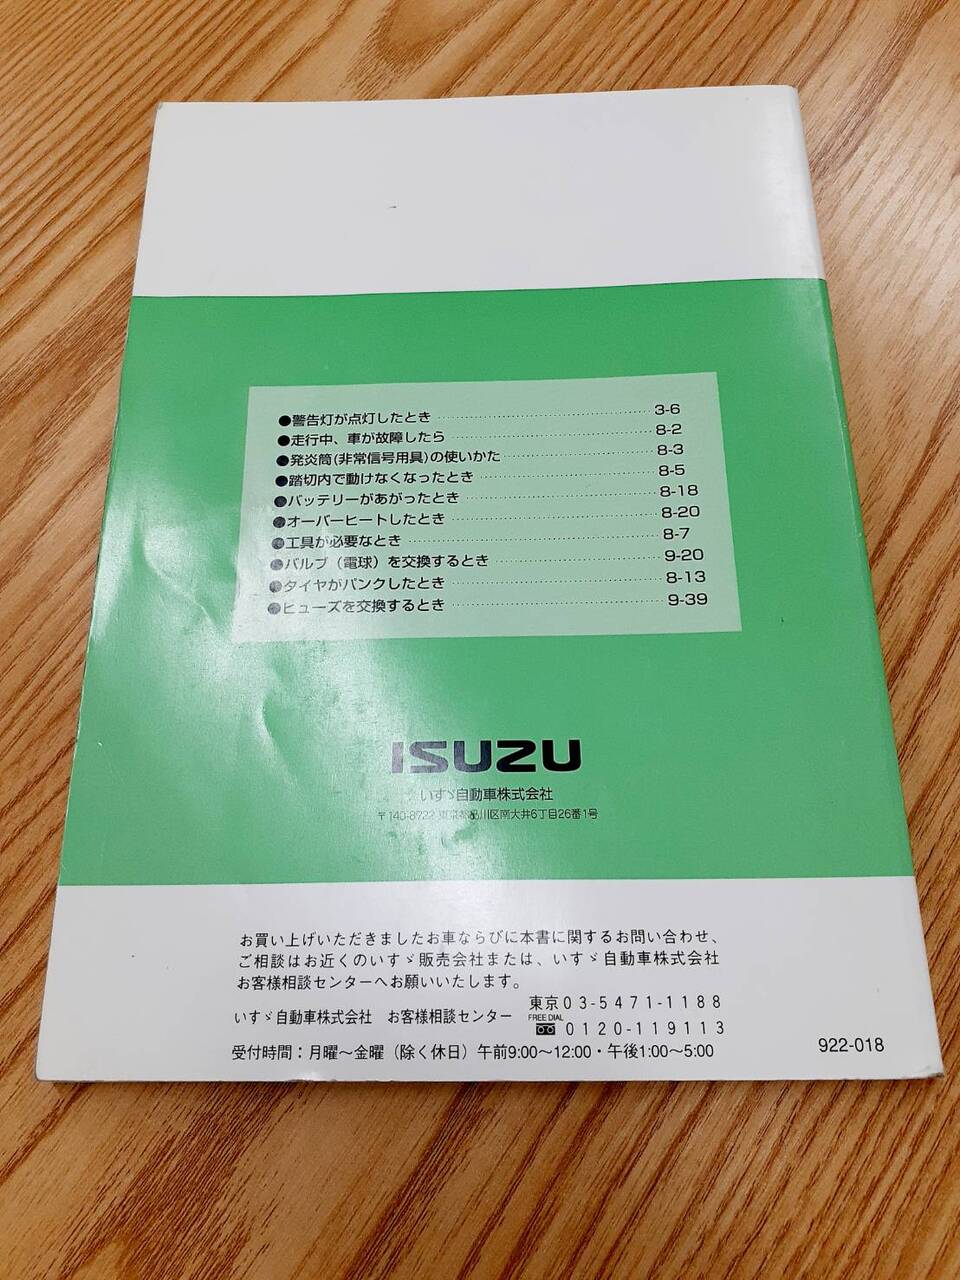 ●警告灯が点灯したとき 3-6
●走行中、車が故障したら 8-2
●発炎筒(非常信号用具)の使いかた 8-3
●踏切内で動けなくなったとき 8-5
●バッテリーがあがったとき 8-18
●オーバーヒートしたとき 8-20
●工具が必要なとき 8-7
●バルブ（電球）を交換するとき 9-20
●タイヤがパンクしたとき 8-13
●ヒューズを交換するとき 9-39
ISUZU
いすゞ自動車株式会社
〒140-8722 東京都品川区南大井6丁目26番1号
お買い上げいただきましたお車ならびに本書に関するお問い合わせ、
ご相談はお近くのいすゞ販売会社または、いすゞ自動車株式会社
お客様相談センターへお願いいたします。
いすゞ自動車株式会社　お客様相談センター
東京03-5471-1188
FREE DIAL
0120-119113
受付時間：月曜～金曜（除く休日）午前9:00～12:00・午後1:00～5:00
922-018